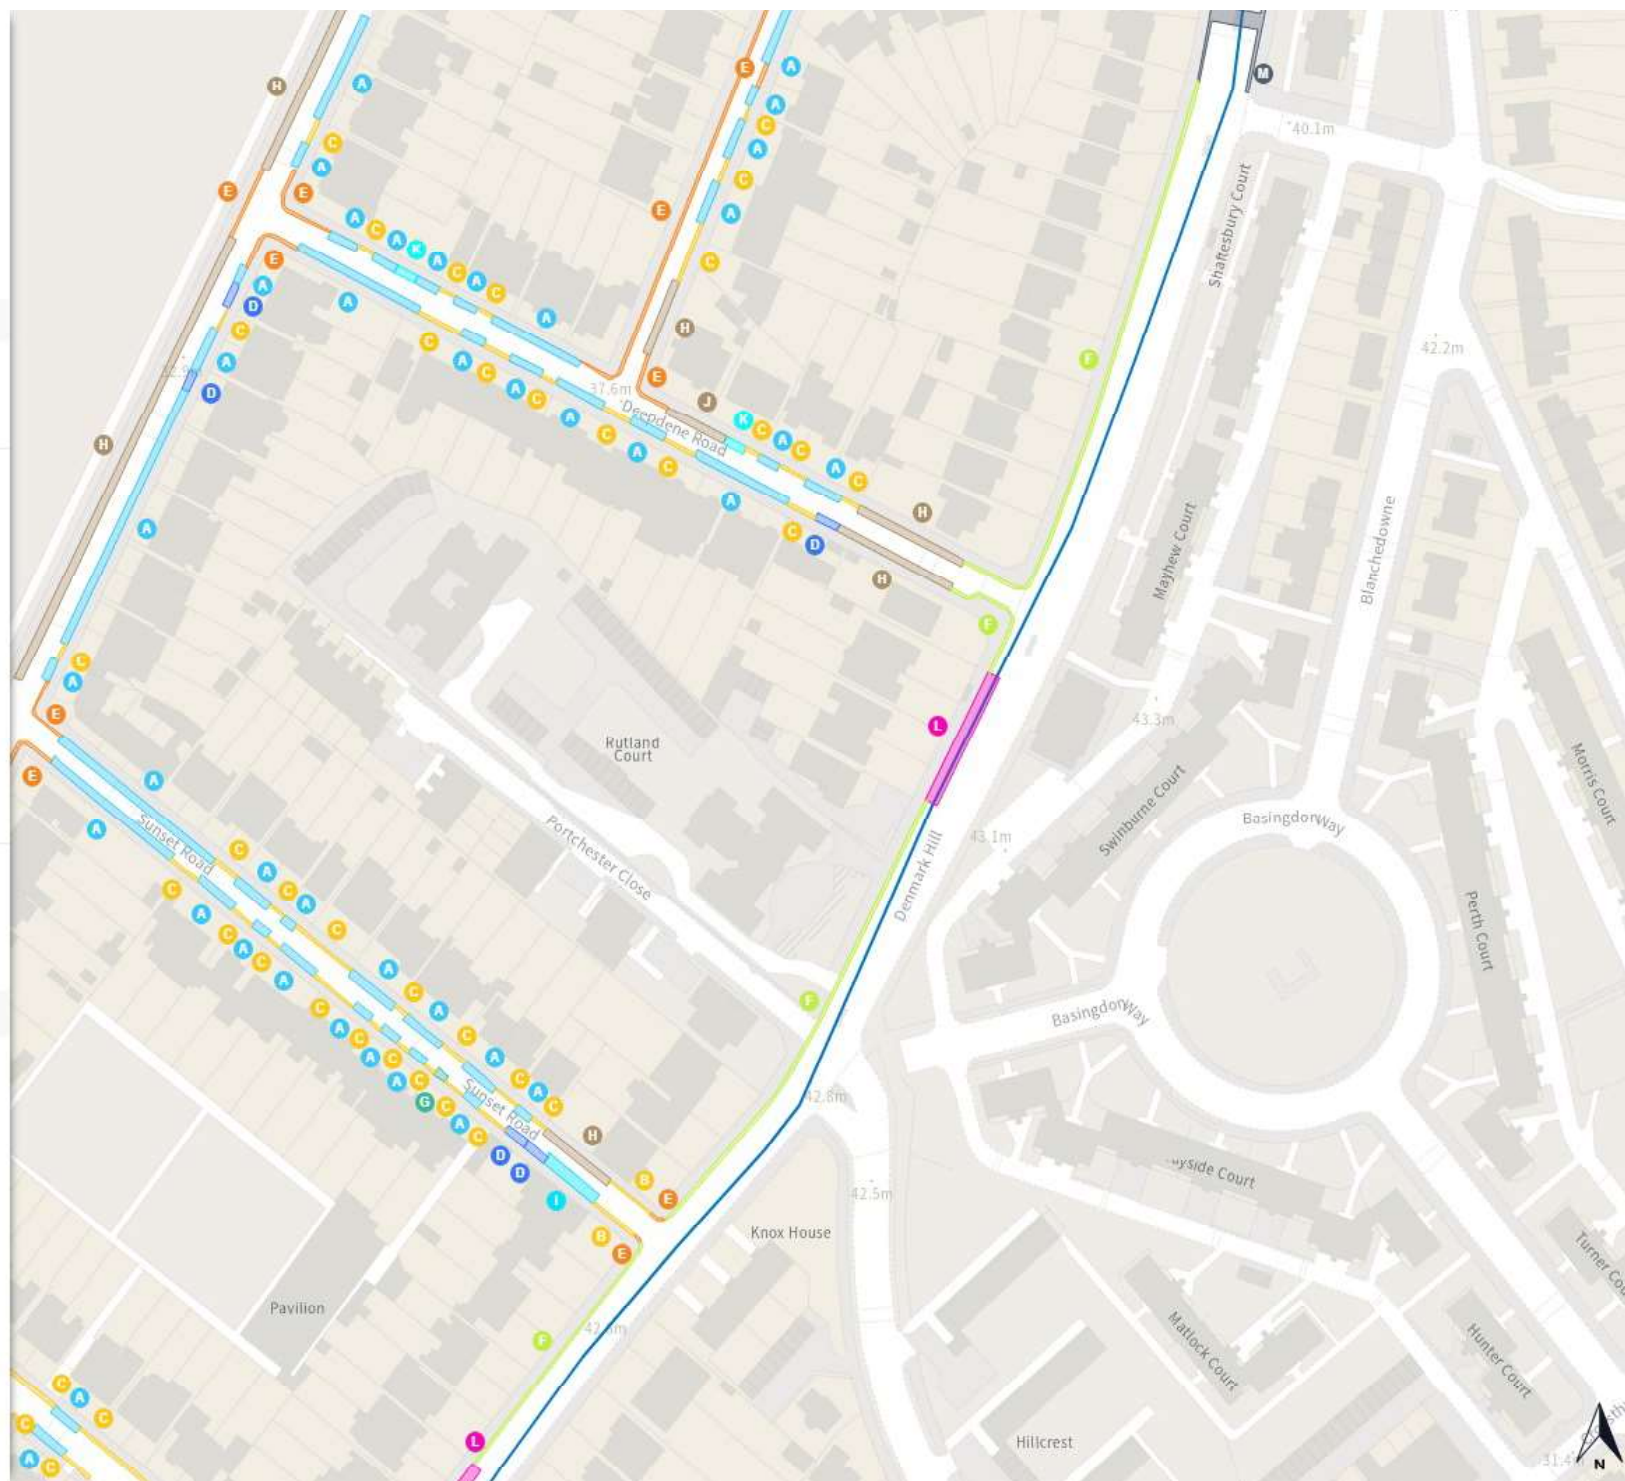 M
E
A
H
A
A
C
40.1m
C
A
A
C
Shaftesbury Court
E
E
E
A
C
A
K
A
C
A
C
A
C
E
A
D
A
A
H
F
42.2m
C
A
C
A
C
A
C
A
C
A
D
E
37.6m
J
Deepdene Road
K
C
A
C
A
C
H
A
C
D
H
Mayhew Court
Blanchedowne
H
A
F
C
A
E
L
43.3m
Rutland
Court
Swinburne Court
Morris Court
E
A
A
Sunset Road
Portchester Close
Denmark Hill
43.1m
Basingdon Way
Perth Court
C
A
C
A
C
C
A
C
A
C
A
A
C
A
C
A
C
A
C
F
Basingdon Way
C
A
C
A
C
A
C
G
C
A
C
D
D
I
B
E
Sunset Road
H
B
E
42.8m
42.5m
Knox House
Pavilion
F
Matlock Court
Hunter Court
C
A
C
C
A
C
L
Hillcrest
N